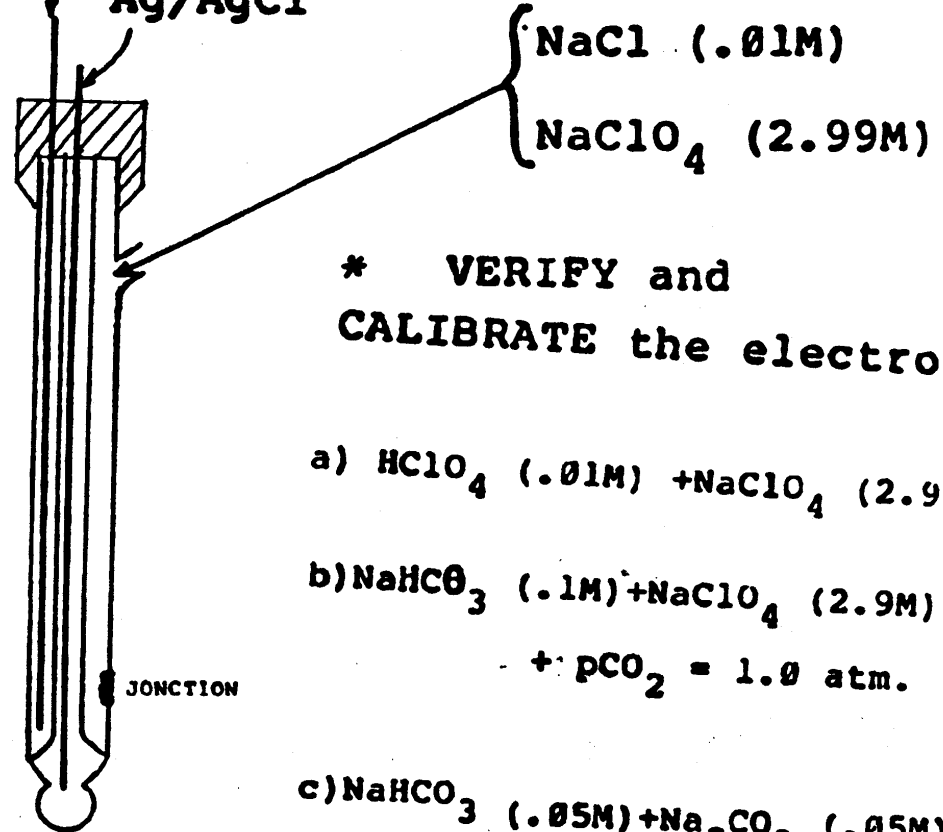 Ag/AgCl
NaCl (.01M)
NaClO4 (2.99M)
* VERIFY and
CALIBRATE the electro
a) HClO4 (.01M) +NaClO4 (2.9
b)NaHCO3 (.1M)+NaClO4 (2.9M)
+ pCO2 = 1.0 atm.
JONCTION
c)NaHCO3 (.05M)+Na2CO3 (.05M)